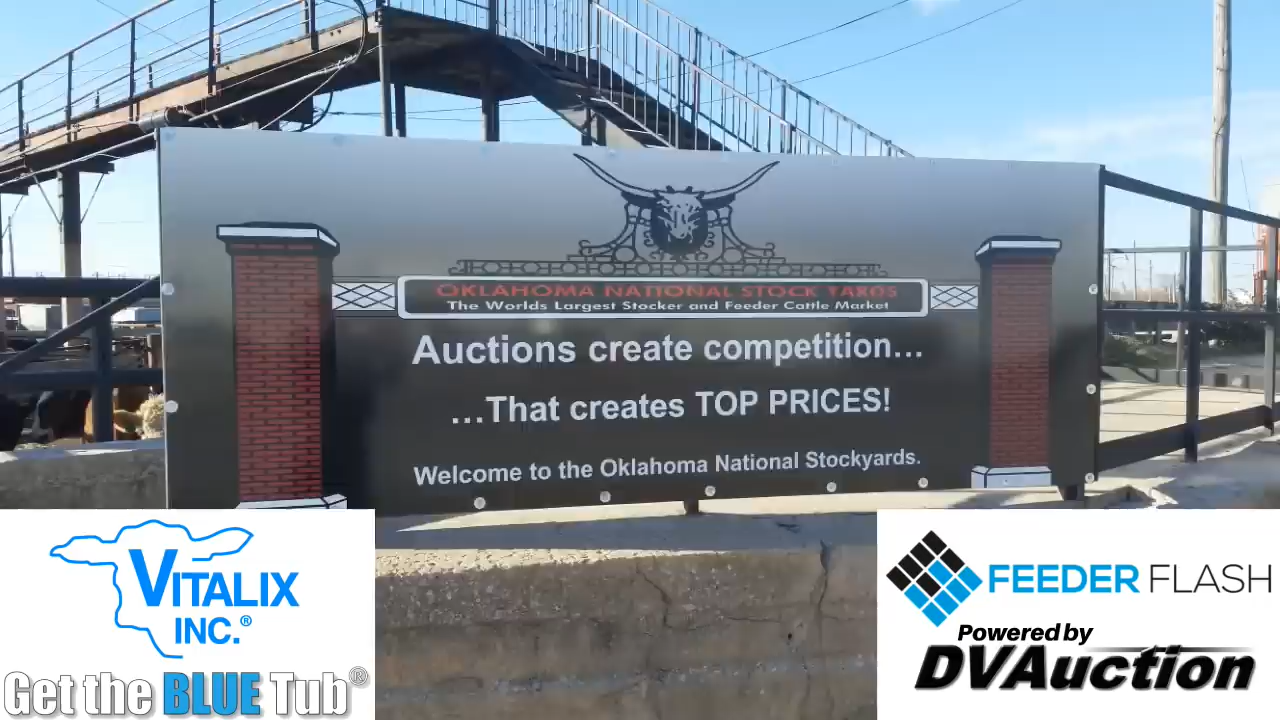 OKLAHOMA NATIONAL STOCK YARDS
The Worlds Largest Stocker and Feeder Cattle Market
Auctions create competition...
...That creates TOP PRICES!
Welcome to the Oklahoma National Stockyards.
VITALIX
INC.®
Get the BLUE Tub®
FEEDER FLASH
Powered by
DVAuction